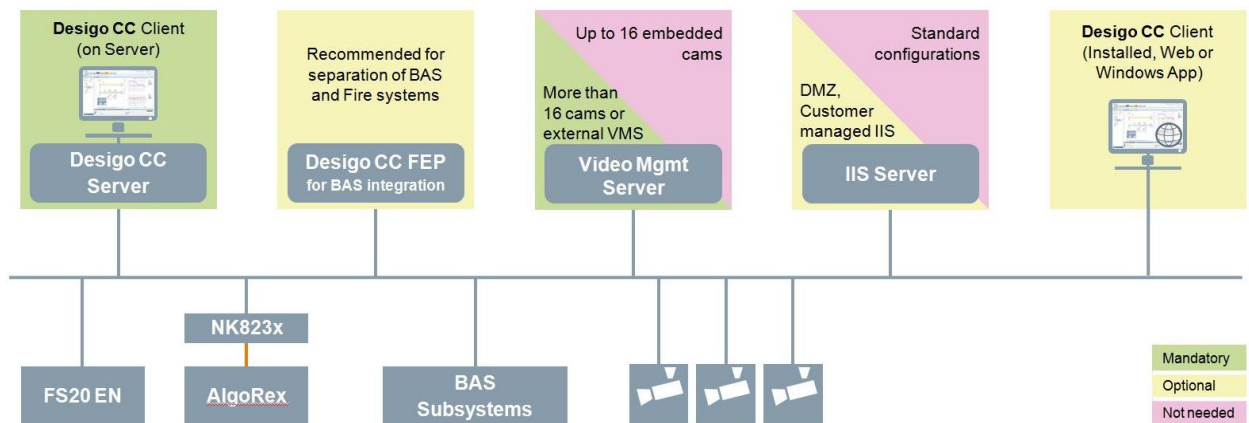 Desigo CC Client
(on Server)
Desigo CC
Server
Recommended for
separation of BAS
and Fire systems
Desigo CC FEP
for BAS integration
Up to 16 embedded
cams
More than
16 cams or
external VMS
Video Mgmt
Server
Standard
configurations
DMZ,
Customer
managed IIS
IIS Server
Desigo CC Client
(Installed, Web or
Windows App)
NK823x
FS20 EN
AlgoRex
BAS
Subsystems
Mandatory
Optional
Not needed